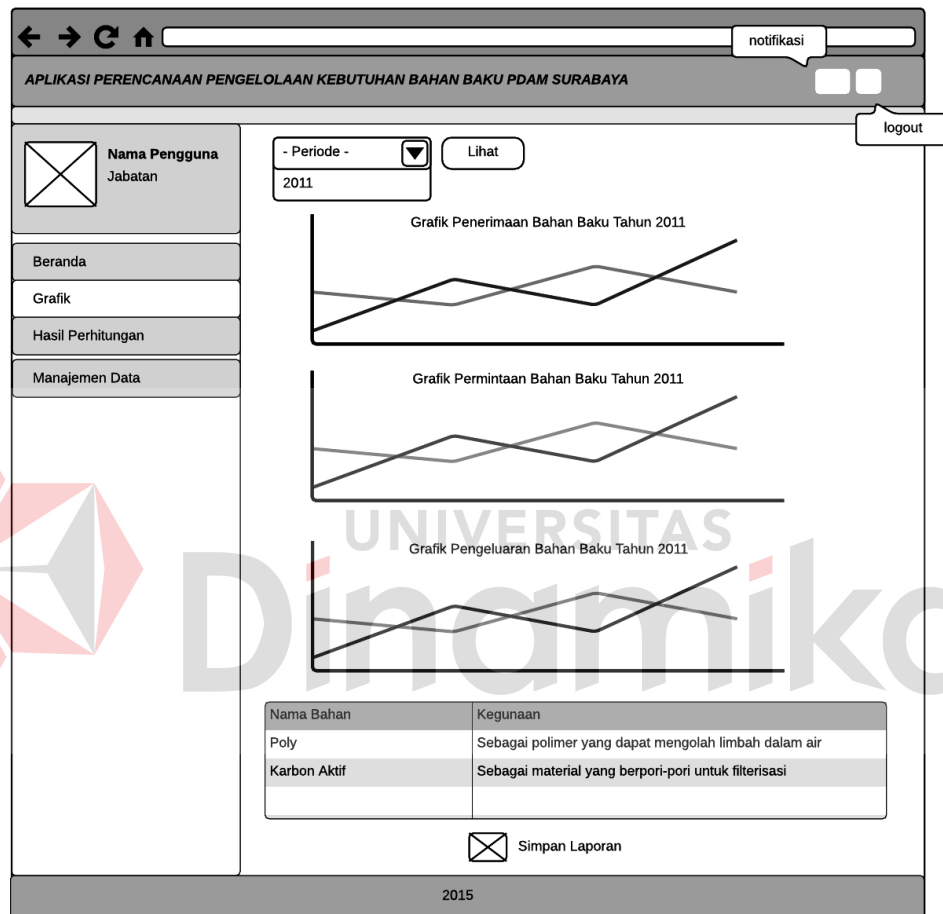 notifikasi
APLIKASI PERENCANAAN PENGELOLAAN KEBUTUHAN BAHAN BAKU PDAM SURABAYA
logout
Nama Pengguna
Jabatan
- Periode -
Lihat
2011
Beranda
Grafik
Hasil Perhitungan
Manajemen Data
Grafik Penerimaan Bahan Baku Tahun 2011
Grafik Permintaan Bahan Baku Tahun 2011
UNIVERSITAS
Dinamika
Grafik Pengeluaran Bahan Baku Tahun 2011
Nama Bahan Kegunaan
Poly Sebagai polimer yang dapat mengolah limbah dalam air
Karbon Aktif Sebagai material yang berpori-pori untuk filterisasi
Simpan Laporan
2015